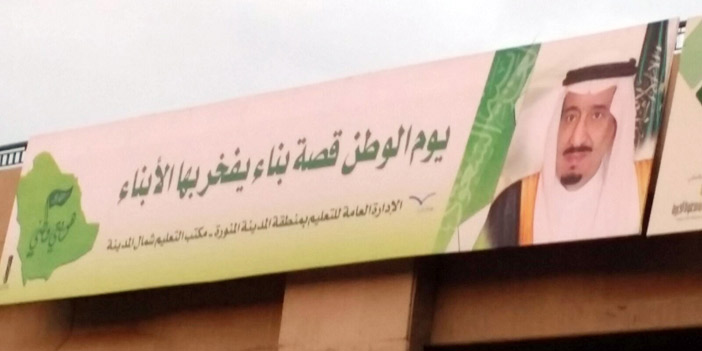 يوم الوطن قصة بناء يفخر بها الأبناء
الإدارة العامة للتعليم بمنطقة المدينة المنورة - مكتب التعليم شمال المدينة